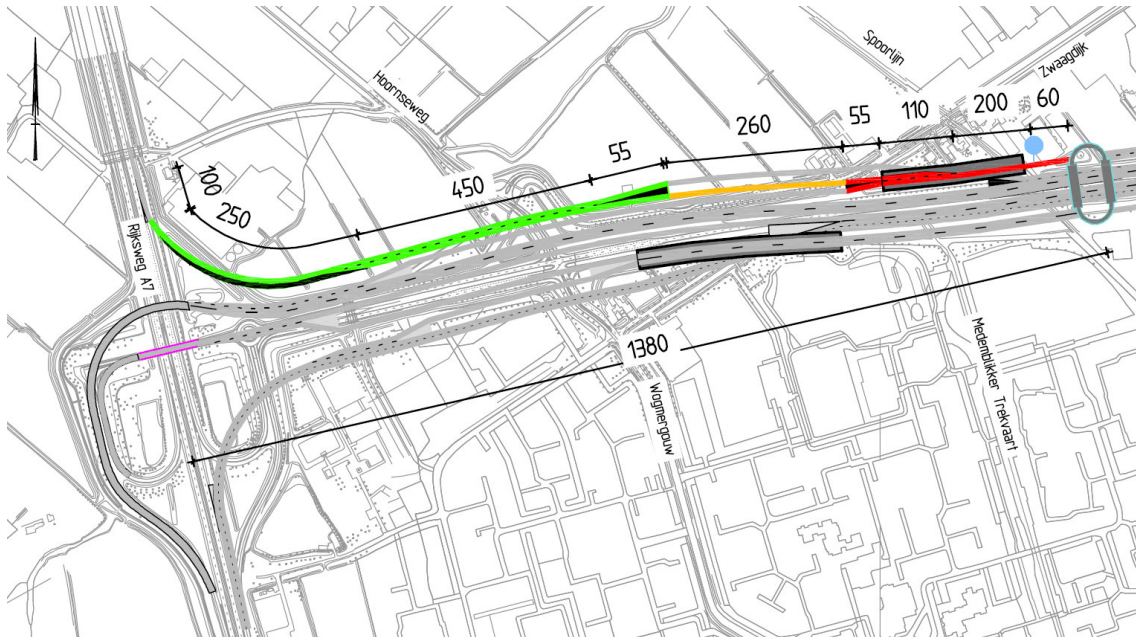 Spoorlijn
Zwaagdijk
Hoornseweg
60
200
110
55
260
55
450
100
250
Rijksweg A7
1380
Medemblikker Trekvaart
Wogmergouw